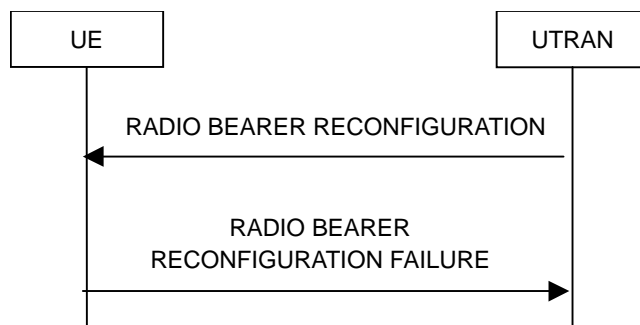 UE
UTRAN
RADIO BEARER RECONFIGURATION
RADIO BEARER
RECONFIGURATION FAILURE